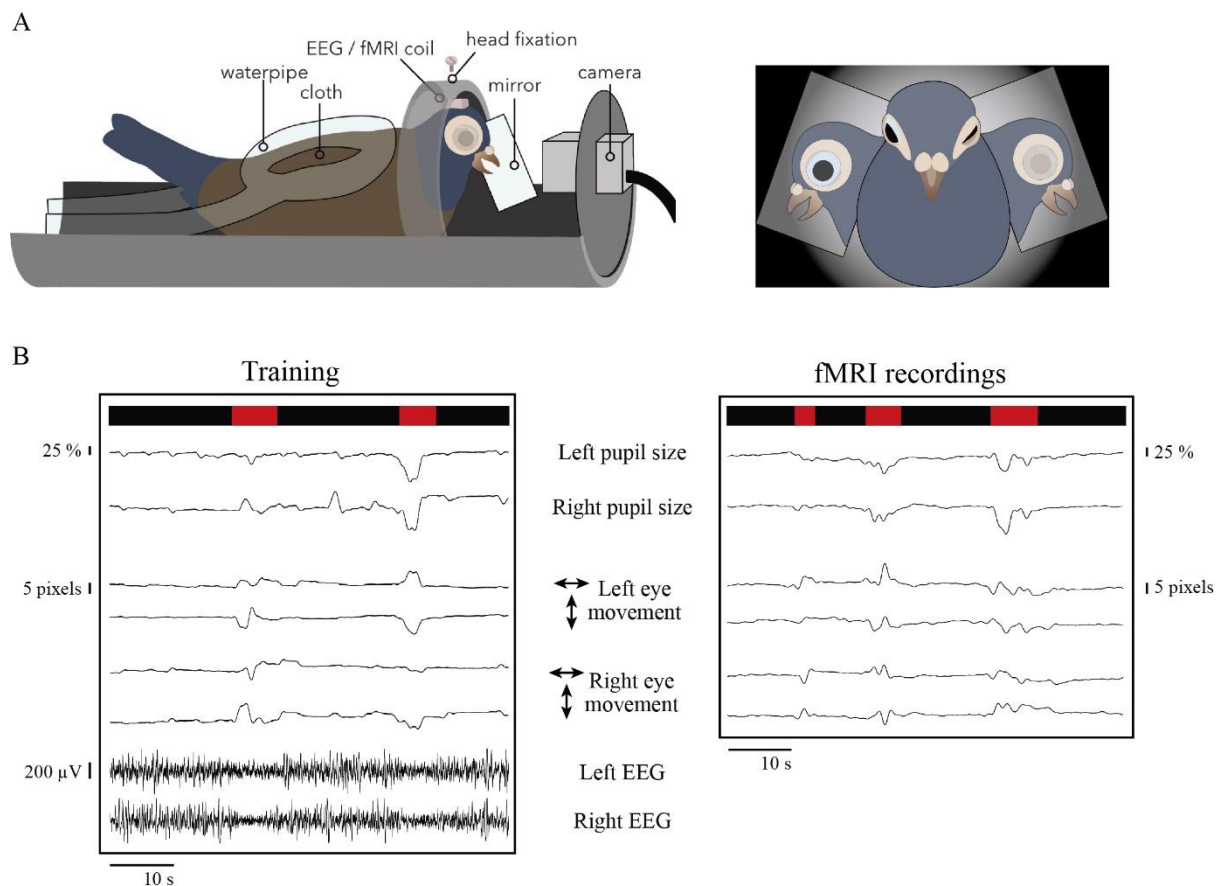 A
EEG / fMRI coil
head fixation
waterpipe
cloth
mirror
camera
B
Training
fMRI recordings
25 %
Left pupil size
25 %
Right pupil size
5 pixels
Left eye
movement
5 pixels
Right eye
movement
200 µV
Left EEG
Right EEG
10 s
10 s